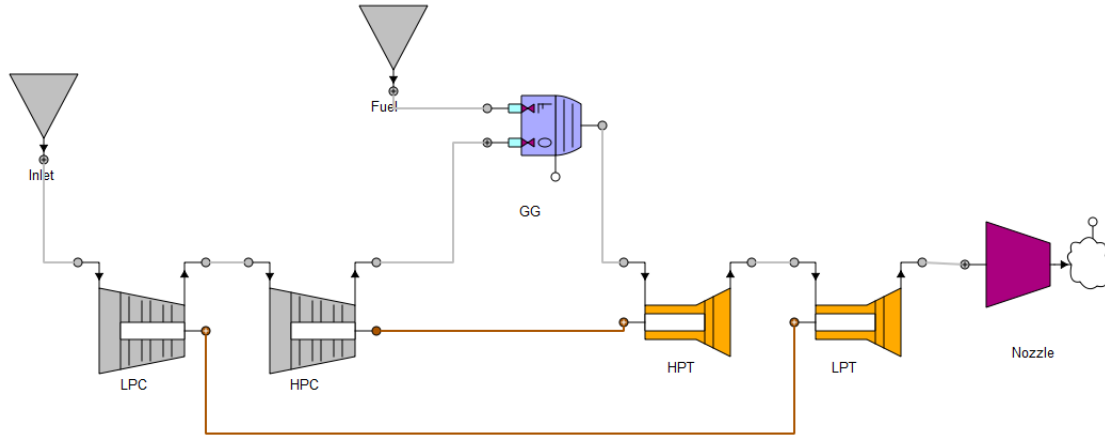 Fuel
Inlet
F
O
GG
LPC
HPC
HPT
LPT
Nozzle